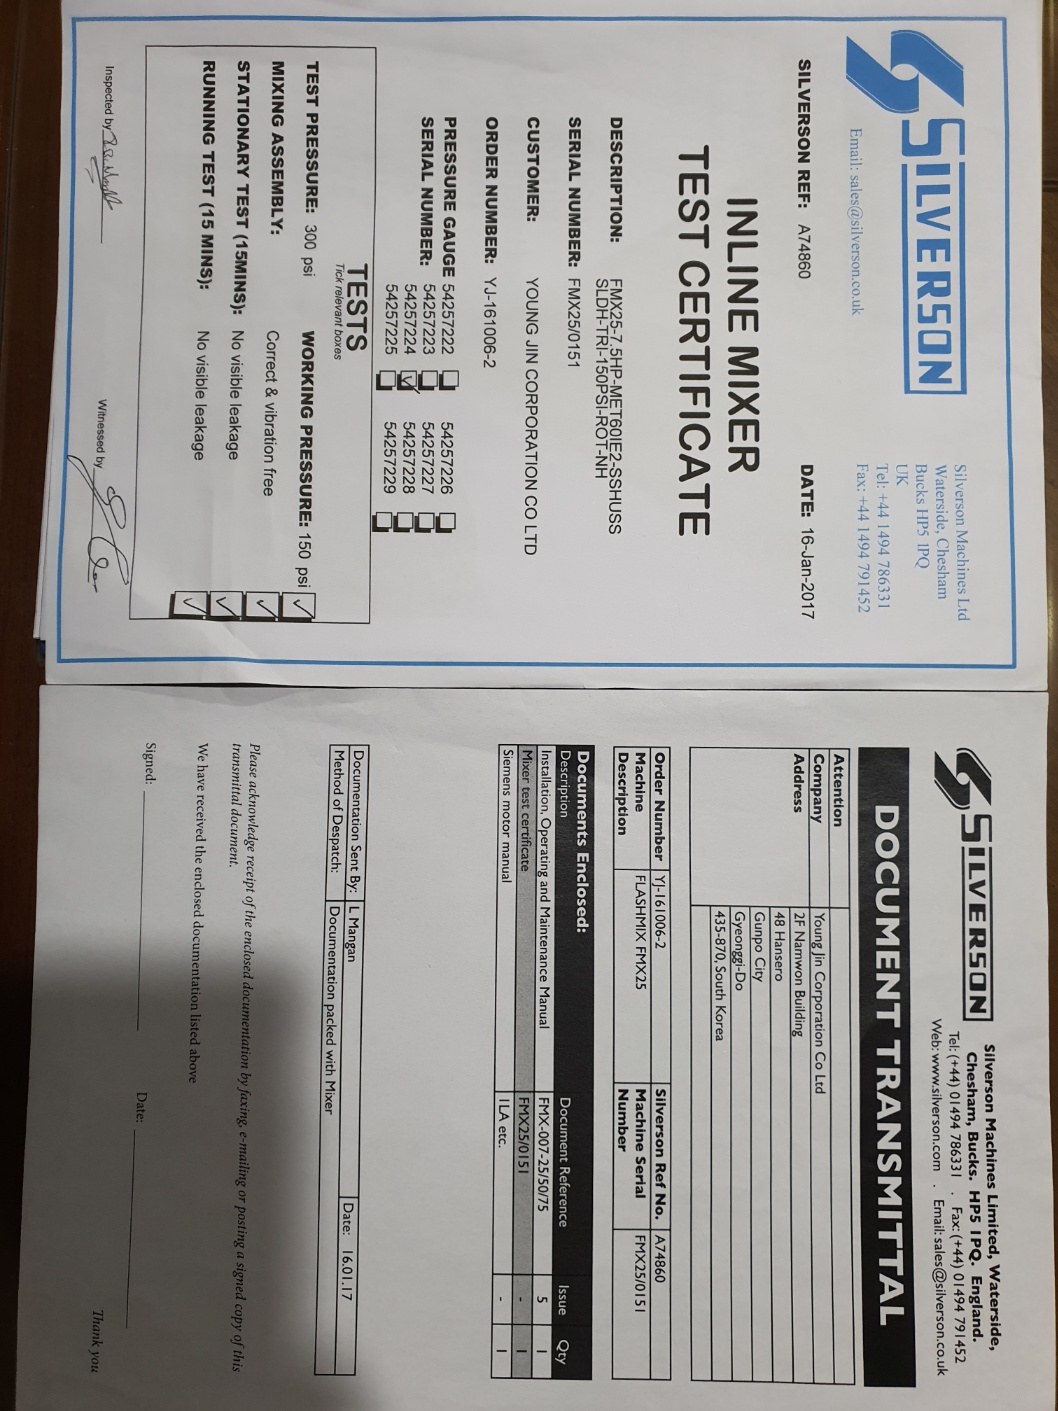 SILVERSON
Email: sales@silverson.co.uk
Silverson Machines Ltd
Waterside, Chesham
Bucks HP5 1PQ
UK
Tel: +44 1494 786331
Fax: +44 1494 791452
SILVERSON REF: A74860 DATE: 16-Jan-2017
INLINE MIXER
TEST CERTIFICATE
DESCRIPTION: FMX25-7.5HP-MET60IE2-SSHUSS
SLDH-TRI-150PSI-ROT-NH
SERIAL NUMBER: FMX25/0151
CUSTOMER: YOUNG JIN CORPORATION CO LTD
ORDER NUMBER: YJ-161006-2
PRESSURE GAUGE 54257222 54257226
SERIAL NUMBER: 54257223 54257227
54257224 54257228
54257225 54257229
TESTS
Tick relevant boxes
TEST PRESSURE: 300 psi WORKING PRESSURE: 150 psi
MIXING ASSEMBLY: Correct & vibration free
STATIONARY TEST (15MINS): No visible leakage
RUNNING TEST (15 MINS): No visible leakage
Inspected by Witnessed by
SILVERSON
Silverson Machines Limited, Waterside,
Chesham, Bucks. HP5 1PQ. England.
Tel: (+44) 01494 786331 . Fax: (+44) 01494 791452
Web: www.silverson.com . Email: sales@silverson.co.uk
DOCUMENT TRANSMITTAL
Attention
Company Young Jin Corporation Co Ltd
Address 2F Namwon Building
48 Hansero
Gunpo City
Gyeonggi-Do
435-870, South Korea
Order Number YJ-161006-2 Silverson Ref No. A74860
Machine Description FLASHMIX FMX25 Machine Serial Number FMX25/0151
Documents Enclosed:
Description Document Reference Issue Qty
Installation, Operating and Maintenance Manual FMX-007-25/50/75 5 1
Mixer test certificate FMX25/0151 - 1
Siemens motor manual ILA etc. - 1
Documentation Sent By: L Mangan Date: 16.01.17
Method of Despatch: Documentation packed with Mixer
Please acknowledge receipt of the enclosed documentation by faxing, e-mailing or posting a signed copy of this
transmittal document.
We have received the enclosed documentation listed above
Signed: Date:
Thank you